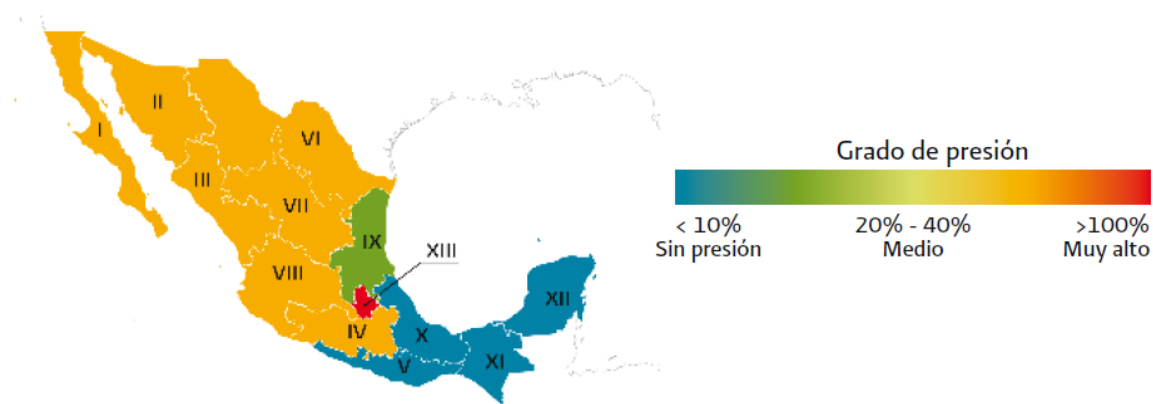 I
II
III
VI
VII
IX
XIII
VIII
IV
X
V
XI
XII
Grado de presión
< 10%
Sin presión
20% - 40%
Medio
>100%
Muy alto